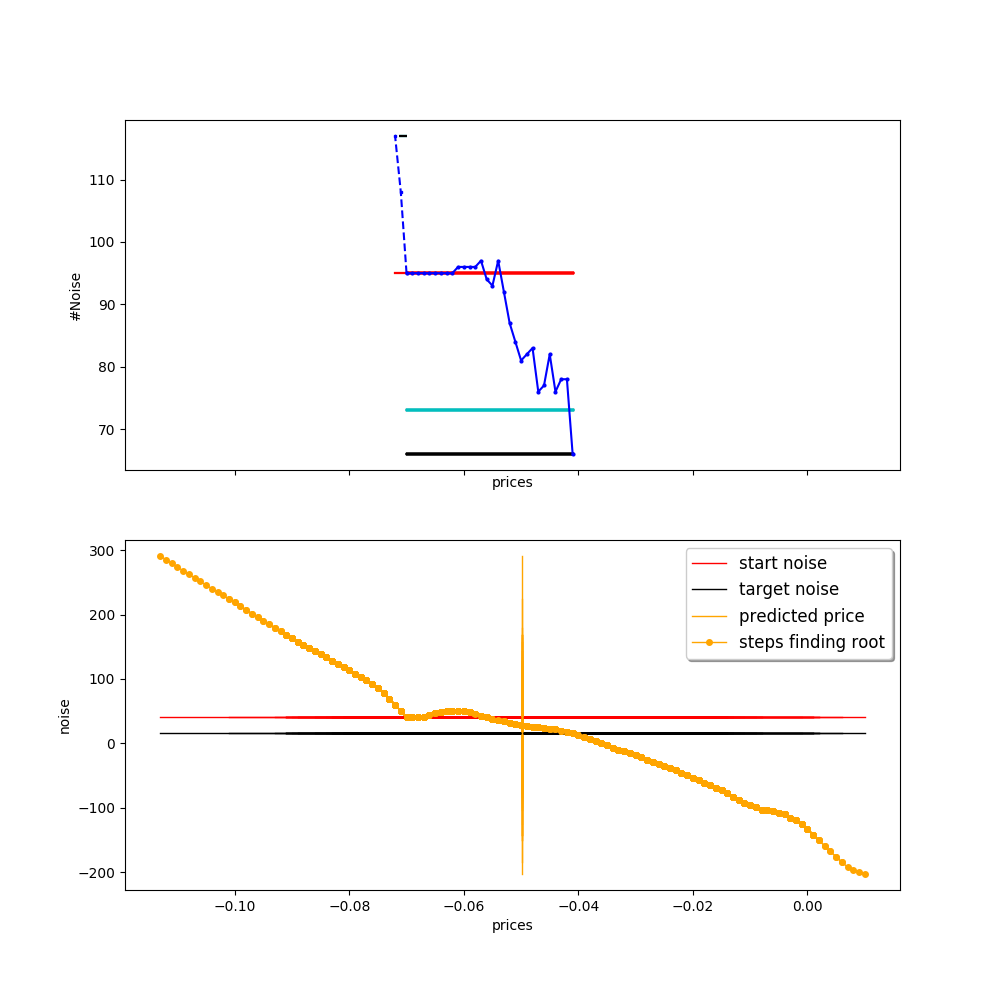 110
100
90
80
70
#Noise
prices
300
200
100
0
−100
−200
noise
start noise
target noise
predicted price
steps finding root
−0.10
−0.08
−0.06
−0.04
−0.02
0.00
prices